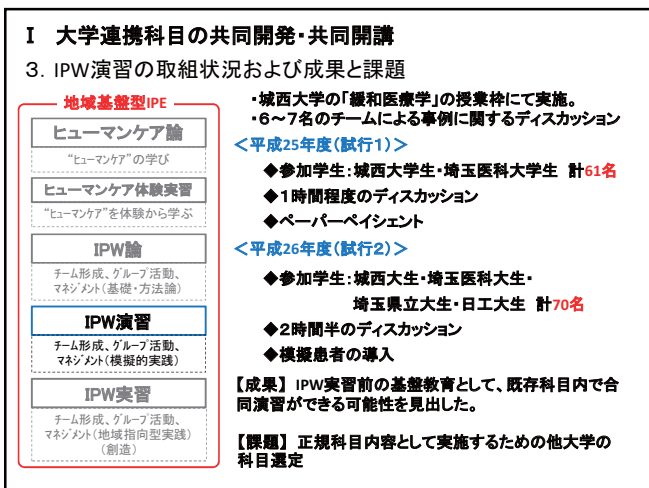 Ⅰ 大学連携科目の共同開発・共同開講
3．IPW演習の取組状況および成果と課題
地域基盤型IPE
ヒューマンケア論
“ヒューマンケア”の学び
ヒューマンケア体験実習
“ヒューマンケア”を体験から学ぶ
IPW論
チーム形成、グループ活動、
マネジメント（基礎・方法論）
IPW演習
チーム形成、グループ活動、
マネジメント（模擬的実践）
IPW実習
チーム形成、グループ活動、
マネジメント（地域指向型実践）
（創造）
・城西大学の「緩和医療学」の授業枠にて実施。
・６～７名のチームによる事例に関するディスカッション
＜平成25年度（試行１）＞
◆参加学生：城西大学生・埼玉医科大学生 計61名
◆１時間程度のディスカッション
◆ペーパーペイシェント
＜平成26年度（試行２）＞
◆参加学生：城西大生・埼玉医科大生・
埼玉県立大生・日工大生 計70名
◆２時間半のディスカッション
◆模擬患者の導入
【成果】 IPW実習前の基盤教育として、既存科目内で合
同演習ができる可能性を見出した。
【課題】 正規科目内容として実施するための他大学の
科目選定